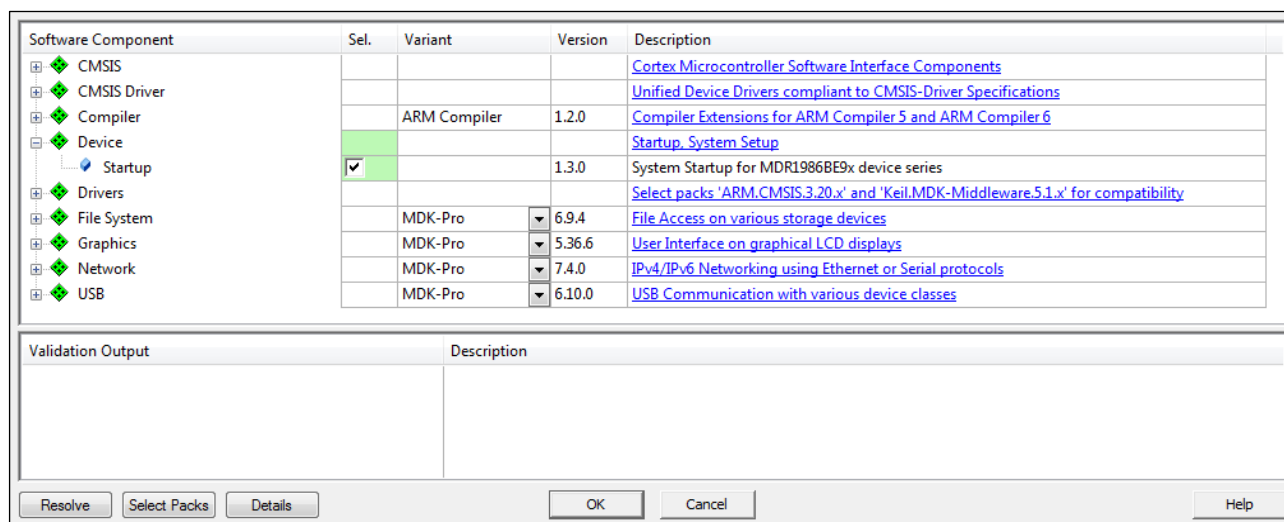 Software Component Sel. Variant Version Description
CMSIS Cortex Microcontroller Software Interface Components
CMSIS Driver Unified Device Drivers compliant to CMSIS-Driver Specifications
Compiler ARM Compiler 1.2.0 Compiler Extensions for ARM Compiler 5 and ARM Compiler 6
Device Startup, System Setup
Startup 1.3.0 System Startup for MDR1986BE9x device series
Drivers Select packs 'ARM.CMSIS.3.20.x' and 'Keil.MDK-Middleware.5.1.x' for compatibility
File System MDK-Pro 6.9.4 File Access on various storage devices
Graphics MDK-Pro 5.36.6 User Interface on graphical LCD displays
Network MDK-Pro 7.4.0 IPv4/IPv6 Networking using Ethernet or Serial protocols
USB MDK-Pro 6.10.0 USB Communication with various device classes
Validation Output Description
Resolve Select Packs Details OK Cancel Help